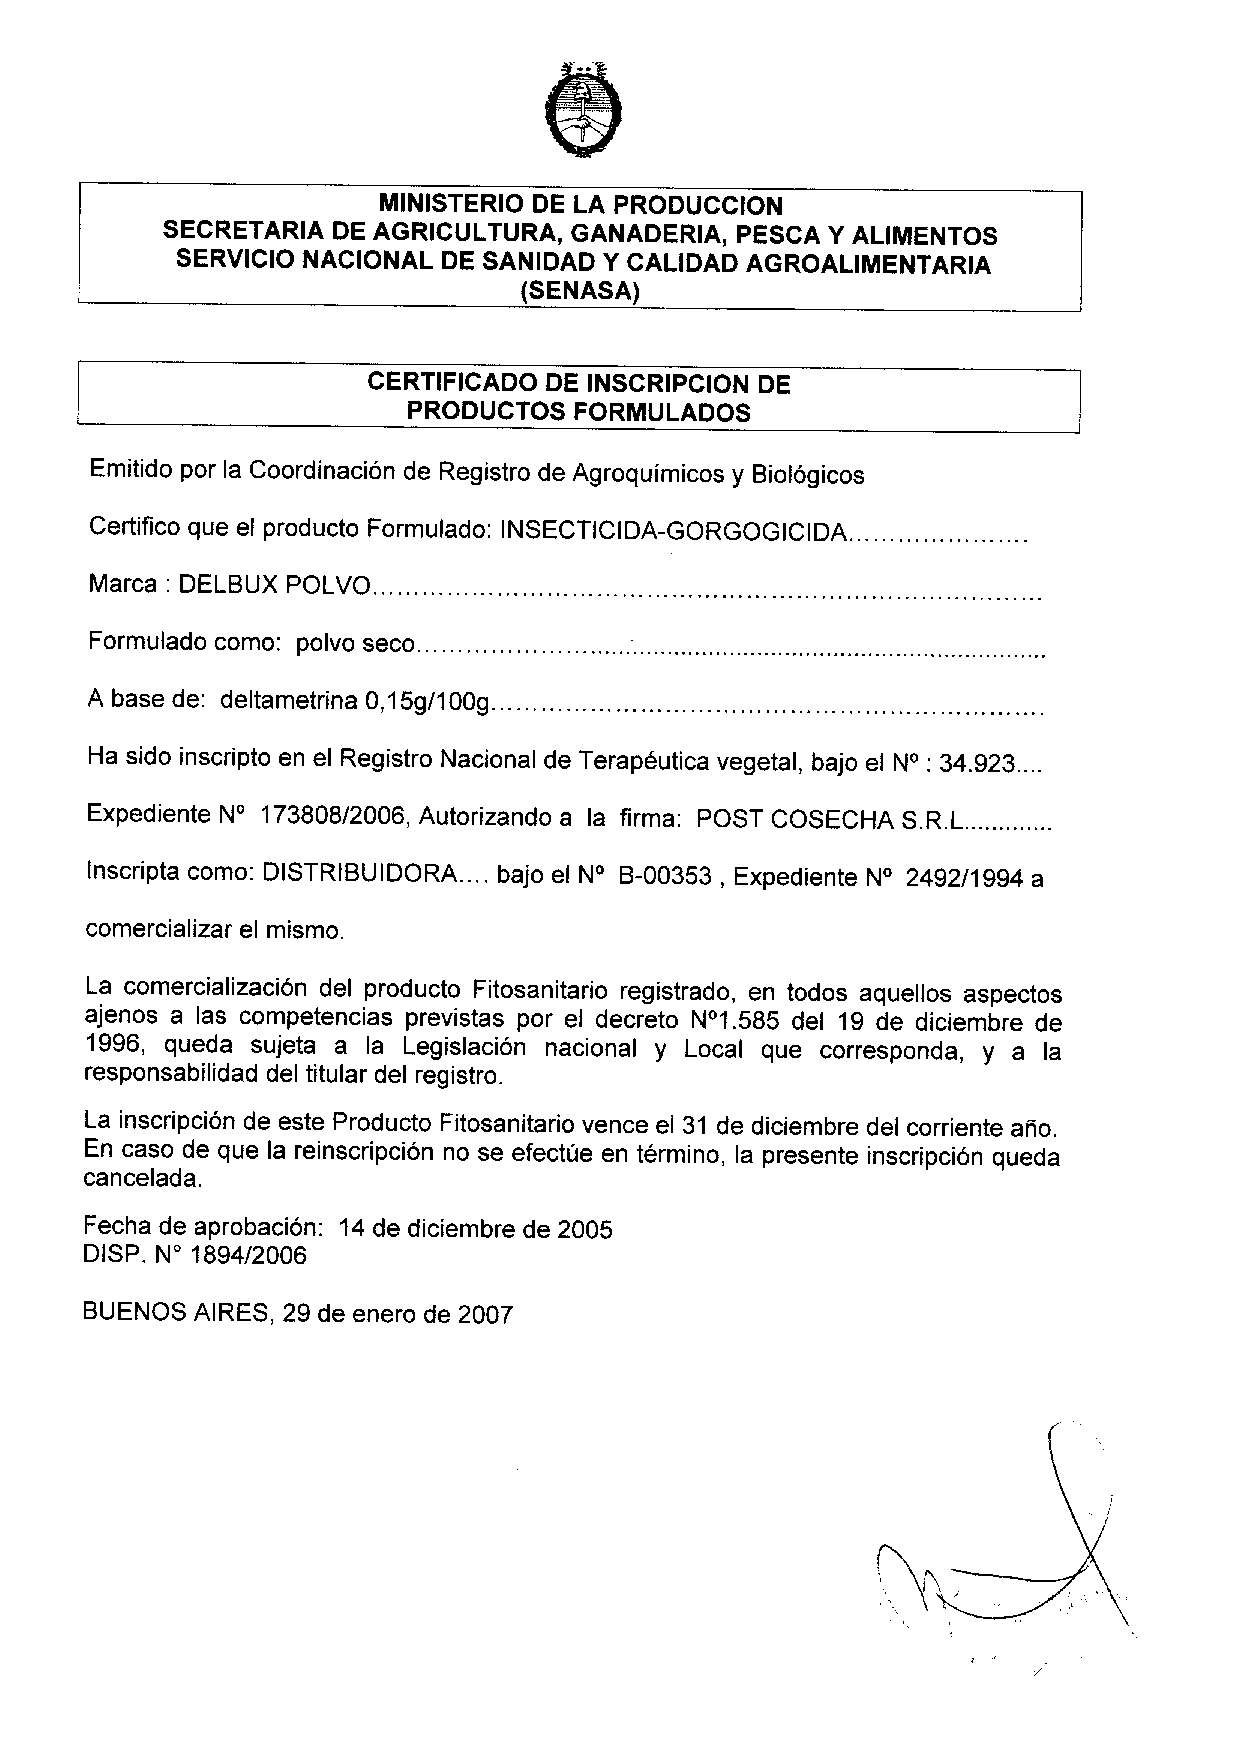 MINISTERIO DE LA PRODUCCION
SECRETARIA DE AGRICULTURA, GANADERIA, PESCA Y ALIMENTOS
SERVICIO NACIONAL DE SANIDAD Y CALIDAD AGROALIMENTARIA
(SENASA)
CERTIFICADO DE INSCRIPCION DE
PRODUCTOS FORMULADOS
Emitido por la Coordinación de Registro de Agroquímicos y Biológicos
Certifico que el producto Formulado: INSECTICIDA-GORGOGICIDA......................
Marca : DELBUX POLVO................................................................................
Formulado como: polvo seco............................................................................
A base de: deltametrina 0,15g/100g..................................................................
Ha sido inscripto en el Registro Nacional de Terapéutica vegetal, bajo el Nº : 34.923....
Expediente Nº 173808/2006, Autorizando a la firma: POST COSECHA S.R.L.............
Inscripta como: DISTRIBUIDORA.... bajo el Nº B-00353 , Expediente Nº 2492/1994 a
comercializar el mismo.
La comercialización del producto Fitosanitario registrado, en todos aquellos aspectos
ajenos a las competencias previstas por el decreto Nº1.585 del 19 de diciembre de
1996, queda sujeta a la Legislación nacional y Local que corresponda, y a la
responsabilidad del titular del registro.
La inscripción de este Producto Fitosanitario vence el 31 de diciembre del corriente año.
En caso de que la reinscripción no se efectúe en término, la presente inscripción queda
cancelada.
Fecha de aprobación: 14 de diciembre de 2005
DISP. N° 1894/2006
BUENOS AIRES, 29 de enero de 2007